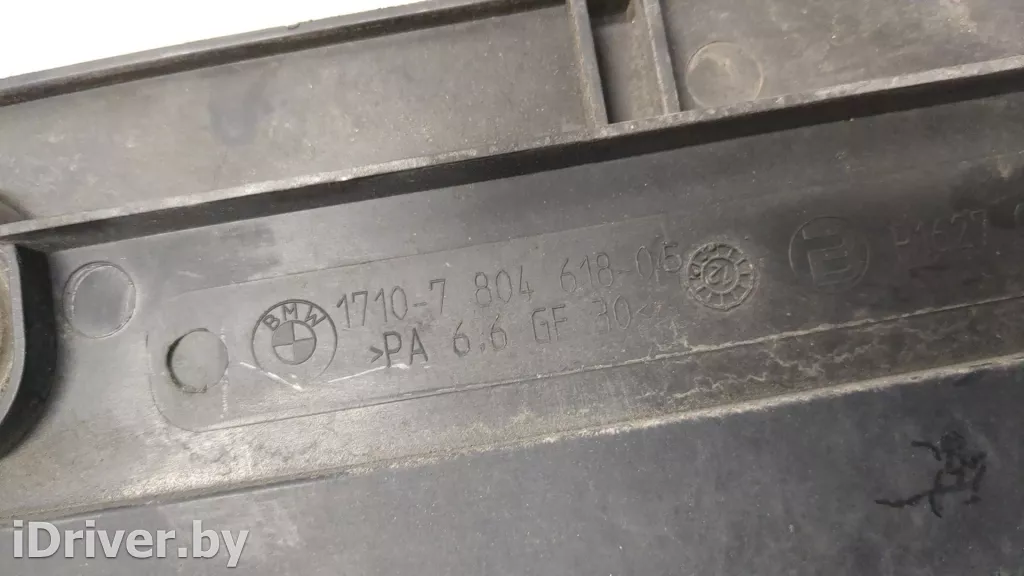 BMW 1710-7 804 618-05
>PA 6.6 GF 30<
iDriver.by